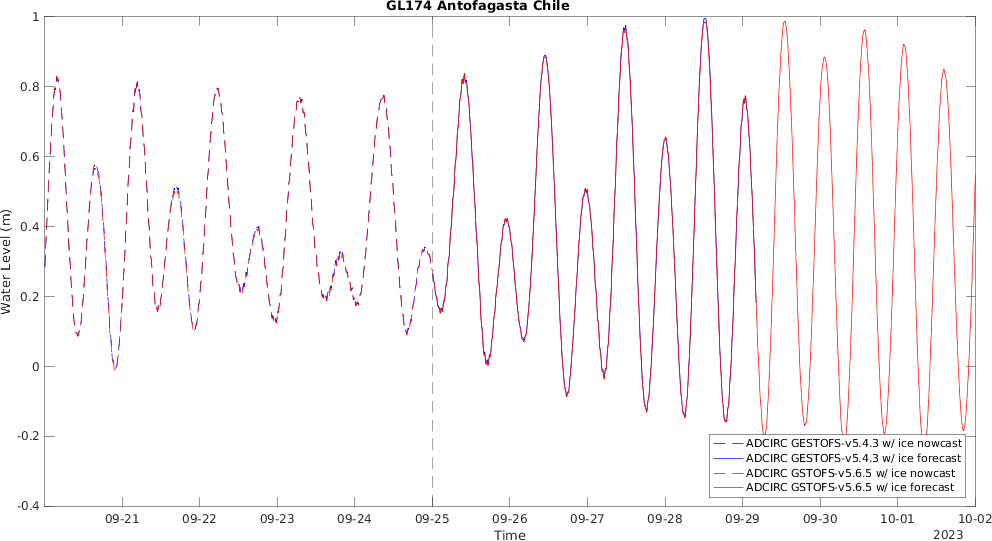 GL174 Antofagasta Chile
1
0.8
0.6
0.4
0.2
0
-0.2
-0.4
Water Level (m)
ADCIRC GESTOFS-v5.4.3 w/ ice nowcast
ADCIRC GESTOFS-v5.4.3 w/ ice forecast
ADCIRC GSTOFS-v5.6.5 w/ ice nowcast
ADCIRC GSTOFS-v5.6.5 w/ ice forecast
09-21 09-22 09-23 09-24 09-25 09-26 09-27 09-28 09-29 09-30 10-01 10-02
Time
2023